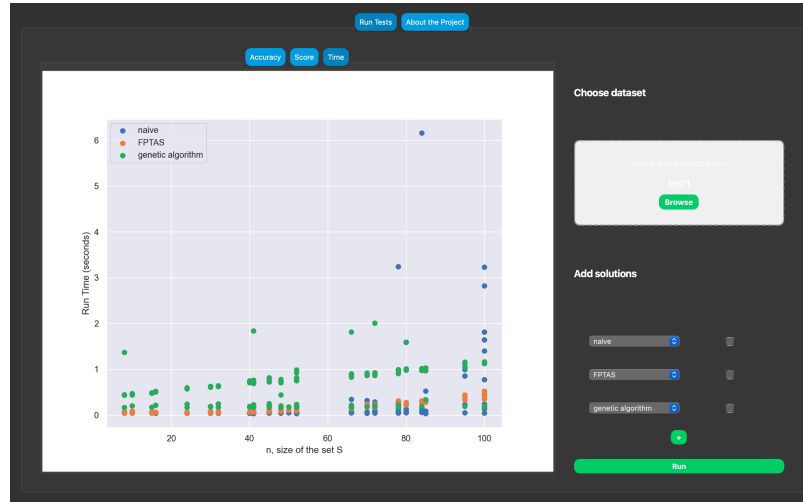 Run Tests
About the Project
Accuracy
Score
Time
Choose dataset
naive
FPTAS
genetic algorithm
6
5
4
3
2
1
0
Run Time (seconds)
20
40
60
80
100
n, size of the set S
test1
Browse
Add solutions
naive
FPTAS
genetic algorithm
+
Run